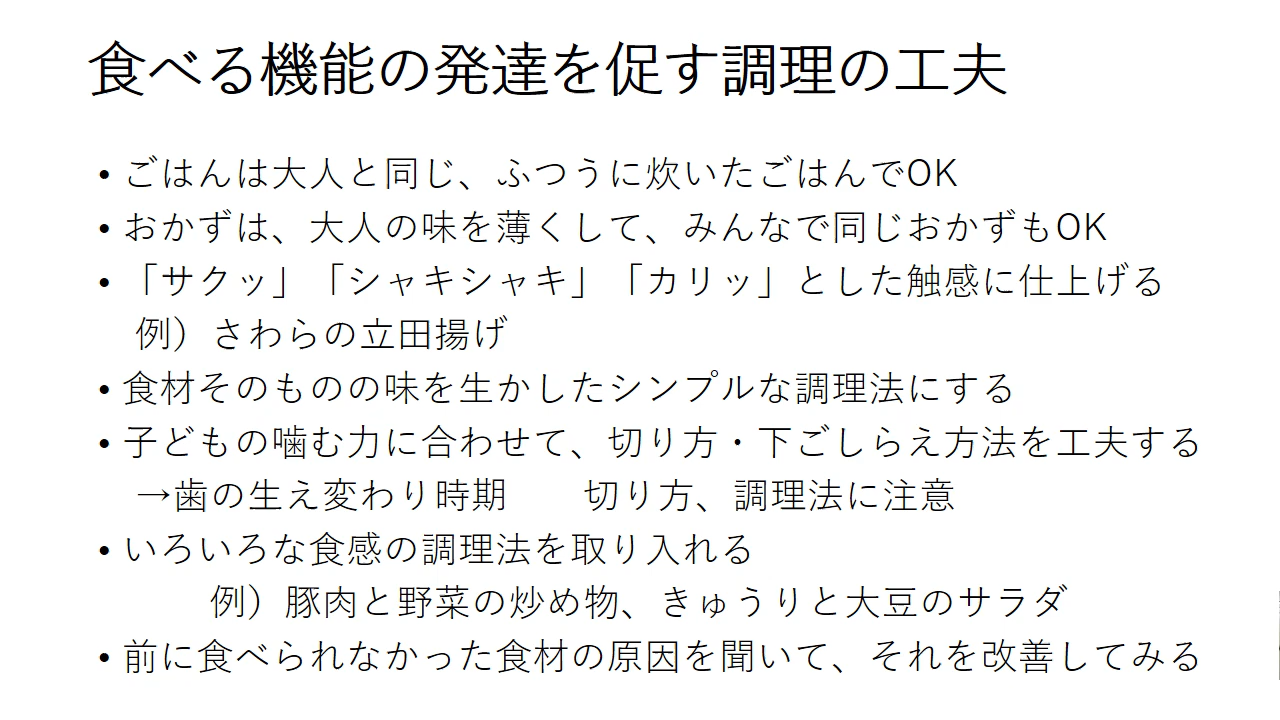 食べる機能の発達を促す調理の工夫
• ごはんは大人と同じ、ふつうに炊いたごはんでOK
• おかずは、大人の味を薄くして、みんなで同じおかずもOK
• 「サクッ」「シャキシャキ」「カリッ」とした触感に仕上げる
例）さわらの立田揚げ
• 食材そのものの味を生かしたシンプルな調理法にする
• 子どもの噛む力に合わせて、切り方・下ごしらえ方法を工夫する
→歯の生え変わり時期　　切り方、調理法に注意
• いろいろな食感の調理法を取り入れる
例）豚肉と野菜の炒め物、きゅうりと大豆のサラダ
• 前に食べられなかった食材の原因を聞いて、それを改善してみる